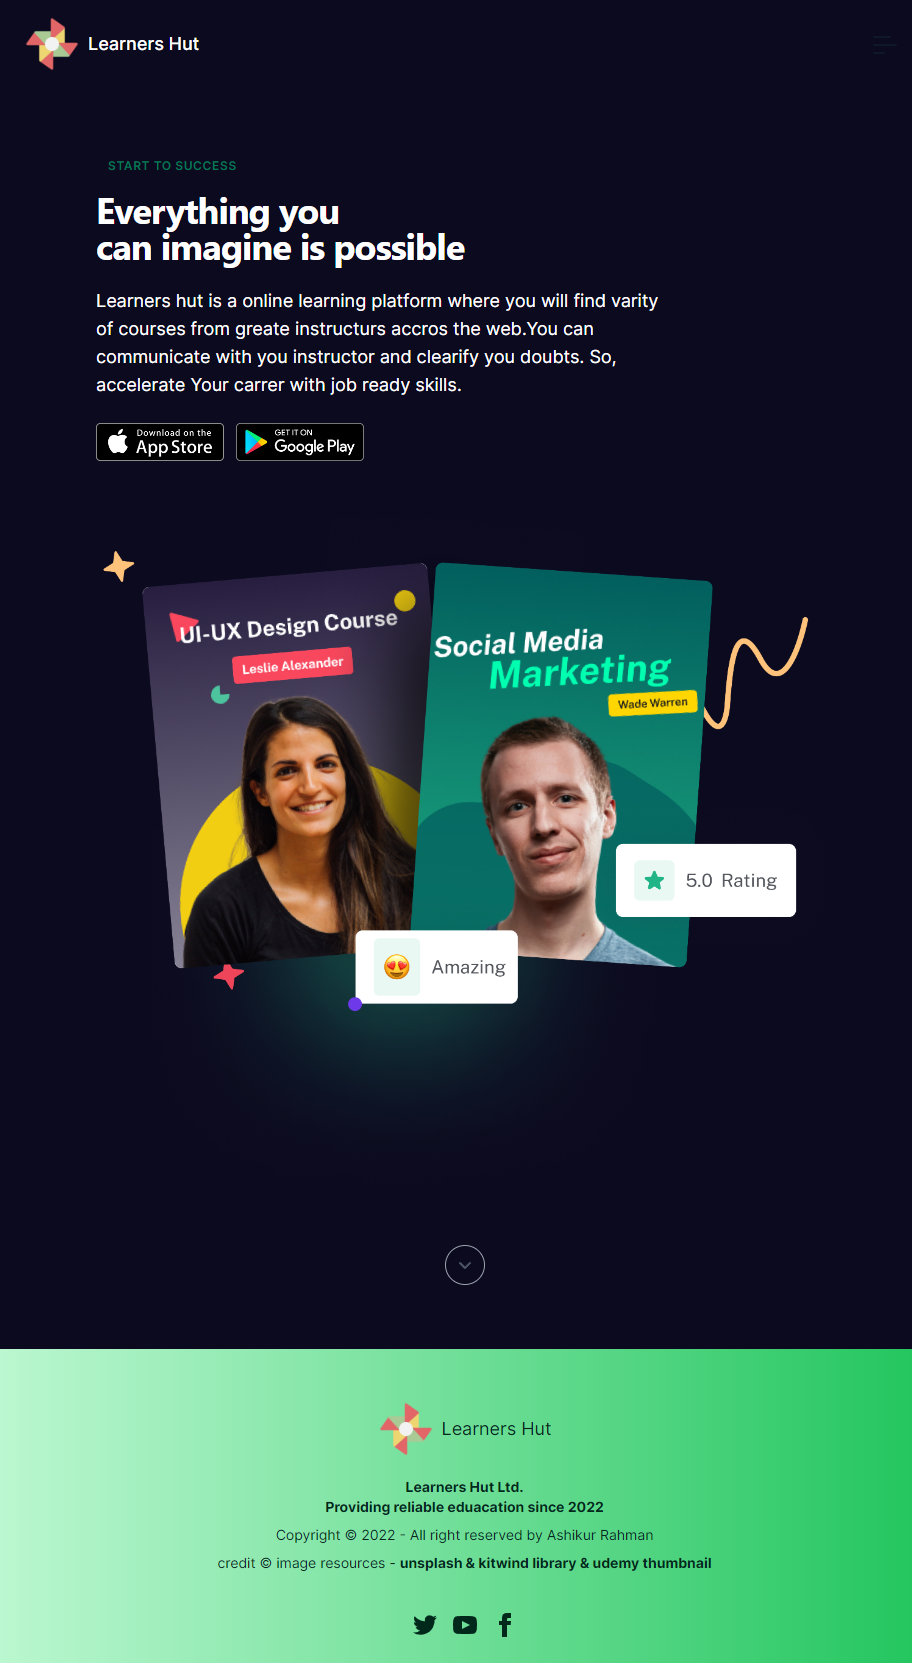 Learners Hut
START TO SUCCESS
Everything you
can imagine is possible
Learners hut is a online learning platform where you will find varity
of courses from greate instructurs accros the web.You can
communicate with you instructor and clearify you doubts. So,
accelerate Your carrer with job ready skills.
Download on the
App Store
GET IT ON
Google Play
UI-UX Design Course
Leslie Alexander
Social Media
Marketing
Wade Warren
5.0 Rating
Amazing
Learners Hut
Learners Hut Ltd.
Providing reliable eduacation since 2022
Copyright © 2022 - All right reserved by Ashikur Rahman
credit © image resources - unsplash & kitwind library & udemy thumbnail